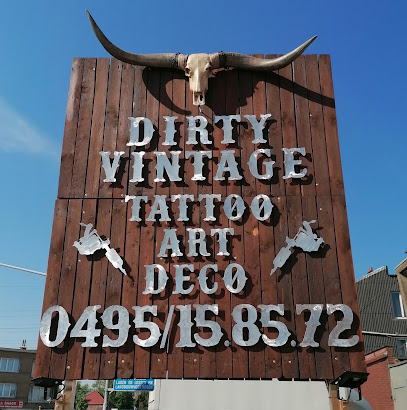 DIRTY
VINTAGE
TATTOO
ART
DECO
0495/15.85.72